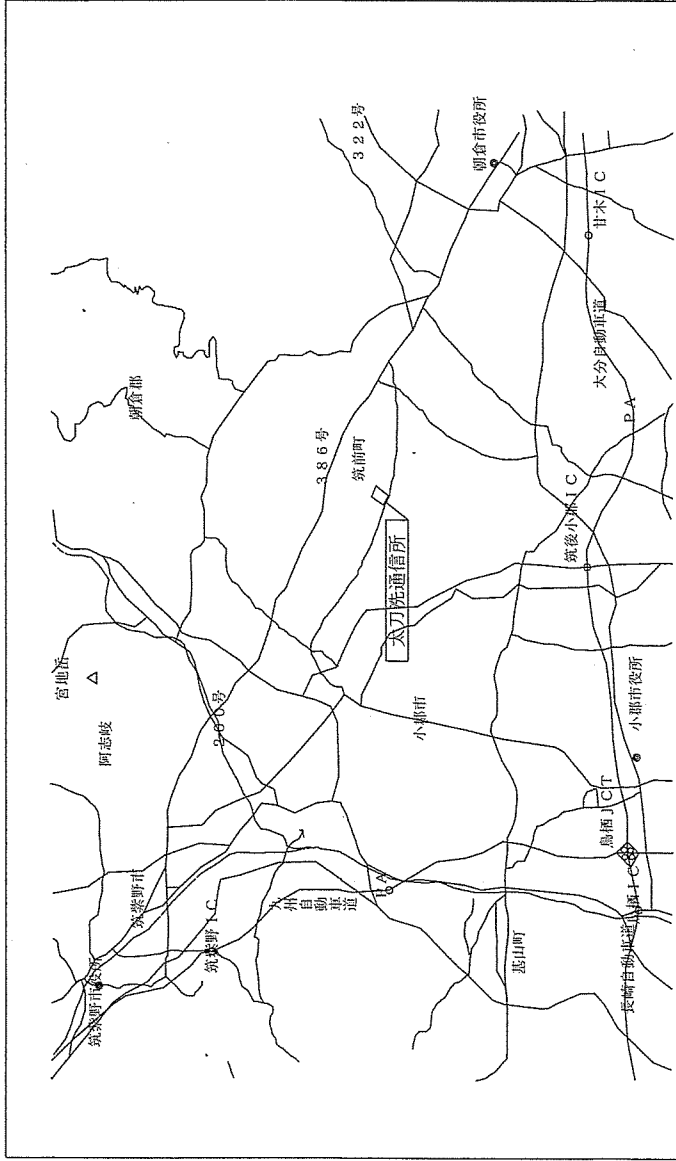 宮地岳
阿志岐
朝倉郡
筑紫野市役所
筑紫野市
筑紫野IC
200号
386号
322号
筑前町
太刀洗通信所
朝倉市役所
九州自動車道
PA
小郡市
基山町
鳥栖JCT
鳥栖IC
長崎自動車道
小郡市役所
筑後小郡IC
PA
大分自動車道
甘木IC